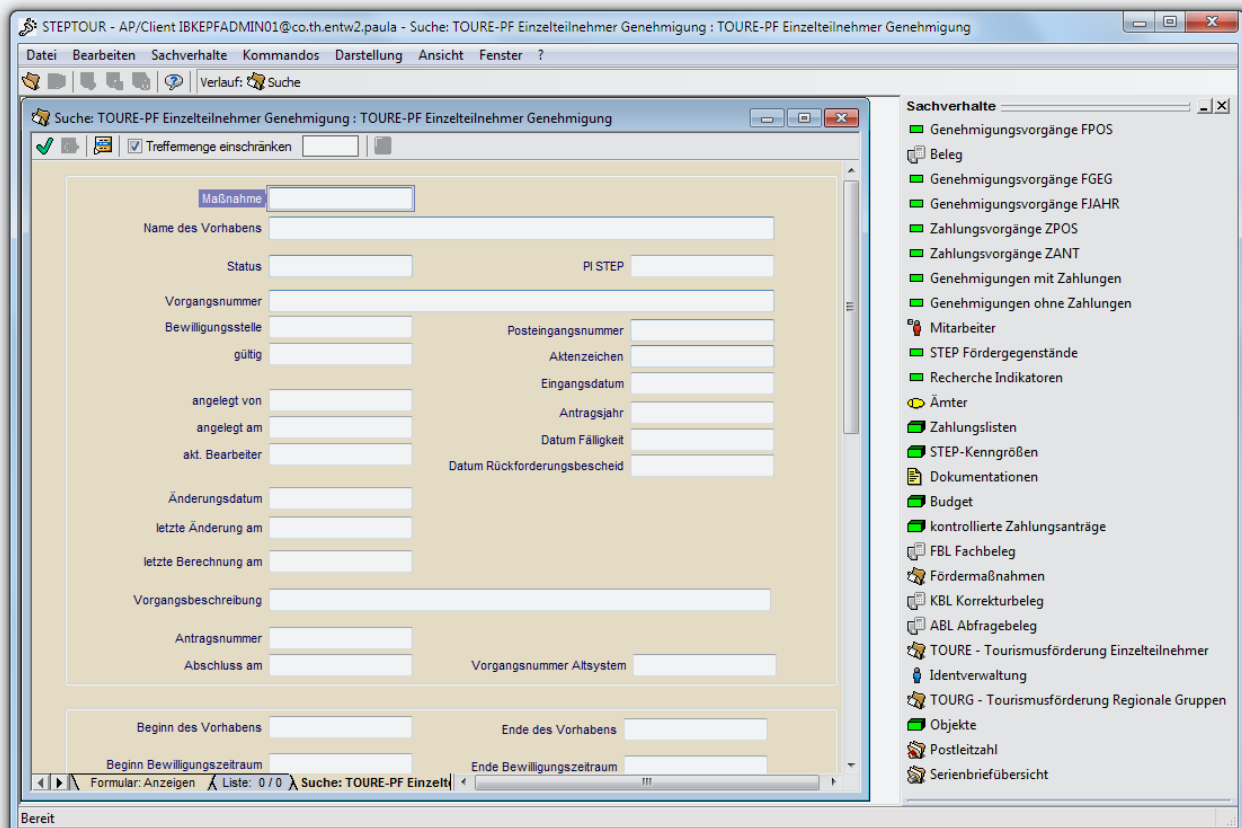 STEPTOUR - AP/Client IBKEPFADMIN01@co.th.entw2.paula - Suche: TOURE-PF Einzelteilnehmer Genehmigung : TOURE-PF Einzelteilnehmer Genehmigung
Datei Bearbeiten Sachverhalte Kommandos Darstellung Ansicht Fenster ?
Verlauf: Suche
Suche: TOURE-PF Einzelteilnehmer Genehmigung : TOURE-PF Einzelteilnehmer Genehmigung
Treffermenge einschränken
Maßnahme
Name des Vorhabens
Status PI STEP
Vorgangsnummer
Bewilligungsstelle Posteingangsnummer
gültig Aktenzeichen
Eingangsdatum
angelegt von Antragsjahr
angelegt am Datum Fälligkeit
akt. Bearbeiter Datum Rückforderungsbescheid
Änderungsdatum
letzte Änderung am
letzte Berechnung am
Vorgangsbeschreibung
Antragsnummer
Abschluss am Vorgangsnummer Altsystem
Beginn des Vorhabens Ende des Vorhabens
Beginn Bewilligungszeitraum Ende Bewilligungszeitraum
Formular: Anzeigen Liste: 0 / 0 Suche: TOURE-PF Einzelt
Sachverhalte
Genehmigungsvorgänge FPOS
Beleg
Genehmigungsvorgänge FGEG
Genehmigungsvorgänge FJAHR
Zahlungsvorgänge ZPOS
Zahlungsvorgänge ZANT
Genehmigungen mit Zahlungen
Genehmigungen ohne Zahlungen
Mitarbeiter
STEP Fördergegenstände
Recherche Indikatoren
Ämter
Zahlungslisten
STEP-Kenngrößen
Dokumentationen
Budget
kontrollierte Zahlungsanträge
FBL Fachbeleg
Fördermaßnahmen
KBL Korrekturbeleg
ABL Abfragebeleg
TOURE - Tourismusförderung Einzelteilnehmer
Identverwaltung
TOURG - Tourismusförderung Regionale Gruppen
Objekte
Postleitzahl
Serienbriefübersicht
Bereit